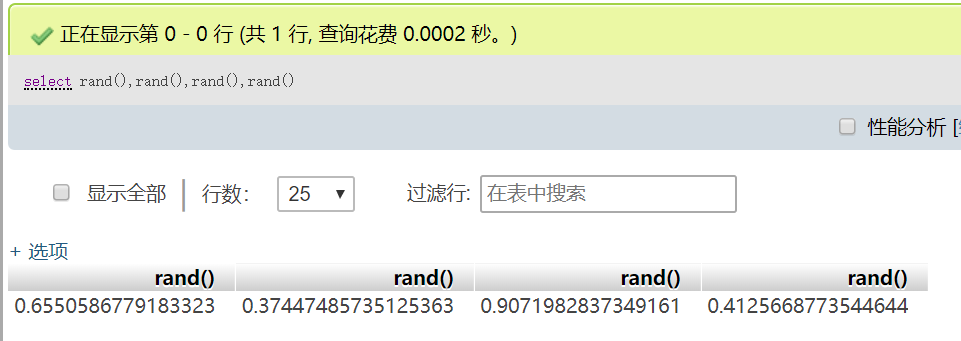 正在显示第 0 - 0 行 (共 1 行, 查询花费 0.0002 秒。)
select rand(),rand(),rand(),rand()
性能分析 [
显示全部 行数： 25 过滤行: 在表中搜索
+ 选项
rand() rand() rand() rand()
0.6550586779183323 0.37447485735125363 0.9071982837349161 0.4125668773544644